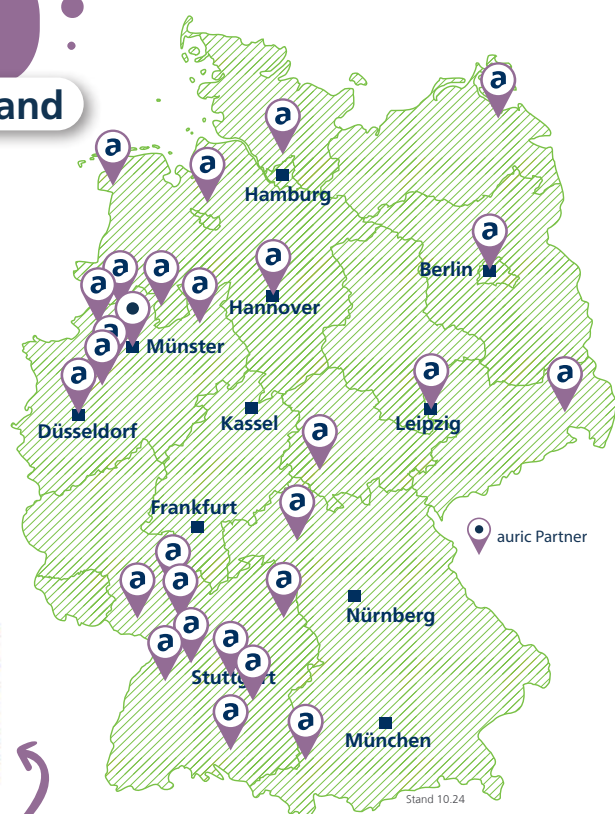 and
a
a
a
a
Hamburg
a
Berlin
a
Hannover
a
a
a
a
a
a
Münster
a
Düsseldorf
Kassel
a
Leipzig
a
a
a
Frankfurt
auric Partner
a
a
a
a
Nürnberg
a
a
a
a
Stuttgart
a
a
München
Stand 10.24